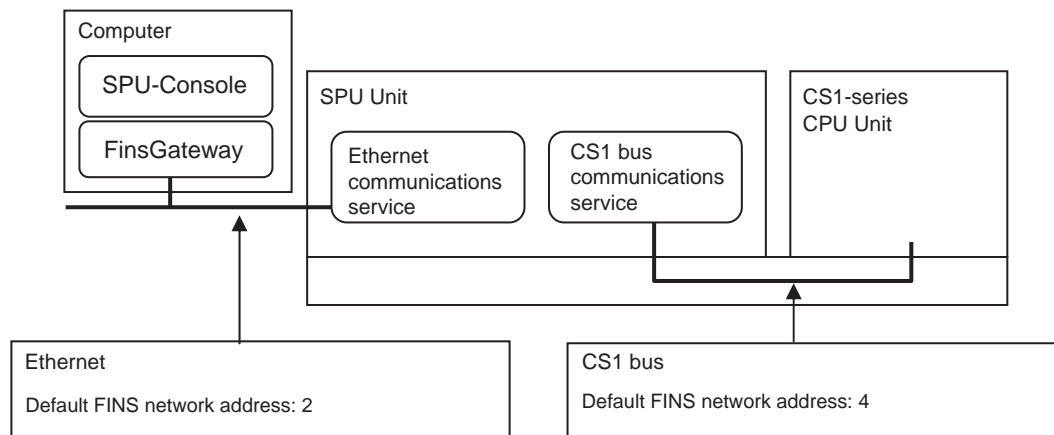 Computer
SPU-Console
FinsGateway
SPU Unit
Ethernet
communications
service
CS1 bus
communications
service
CS1-series
CPU Unit
Ethernet
Default FINS network address: 2
CS1 bus
Default FINS network address: 4